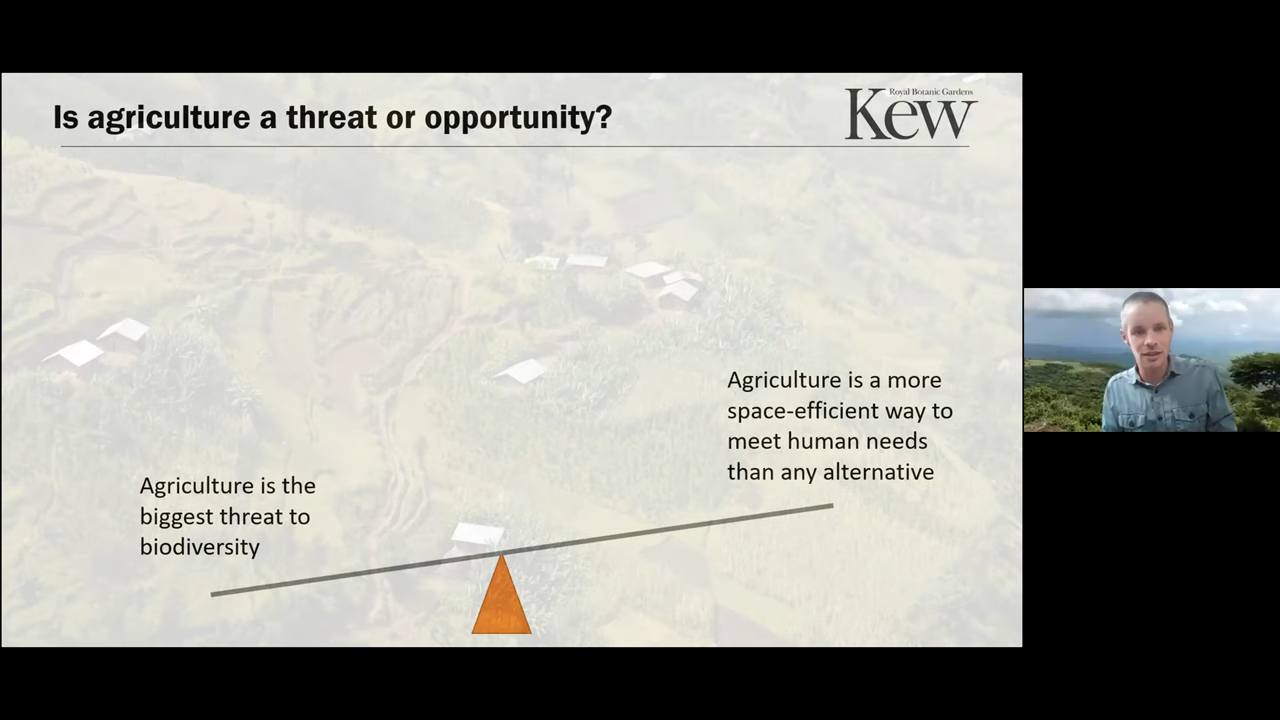 Is agriculture a threat or opportunity?
Royal Botanic Gardens
Kew
Agriculture is a more
space-efficient way to
meet human needs
than any alternative
Agriculture is the
biggest threat to
biodiversity